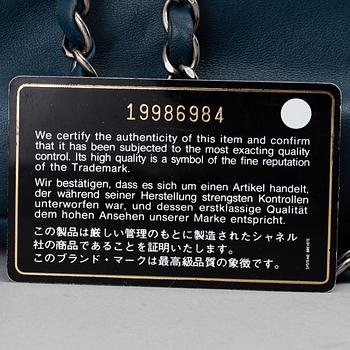 19986984
We certify the authenticity of this item and confirm
that it has been subjected to the most exacting quality
control. Its high quality is a symbol of the fine reputation
of the Trademark.
Wir bestätigen, dass es sich um einen Artikel handelt,
der während seiner Herstellung strengsten Kontrollen
unterworfen war, und dessen erstklassige Qualität
dem hohen Ansehen unserer Marke entspricht.
この製品は厳しい管理のもとに製造されたシャネル
社の商品であることを証明いたします。
このブランド・マークは最高級品質の象徴です。